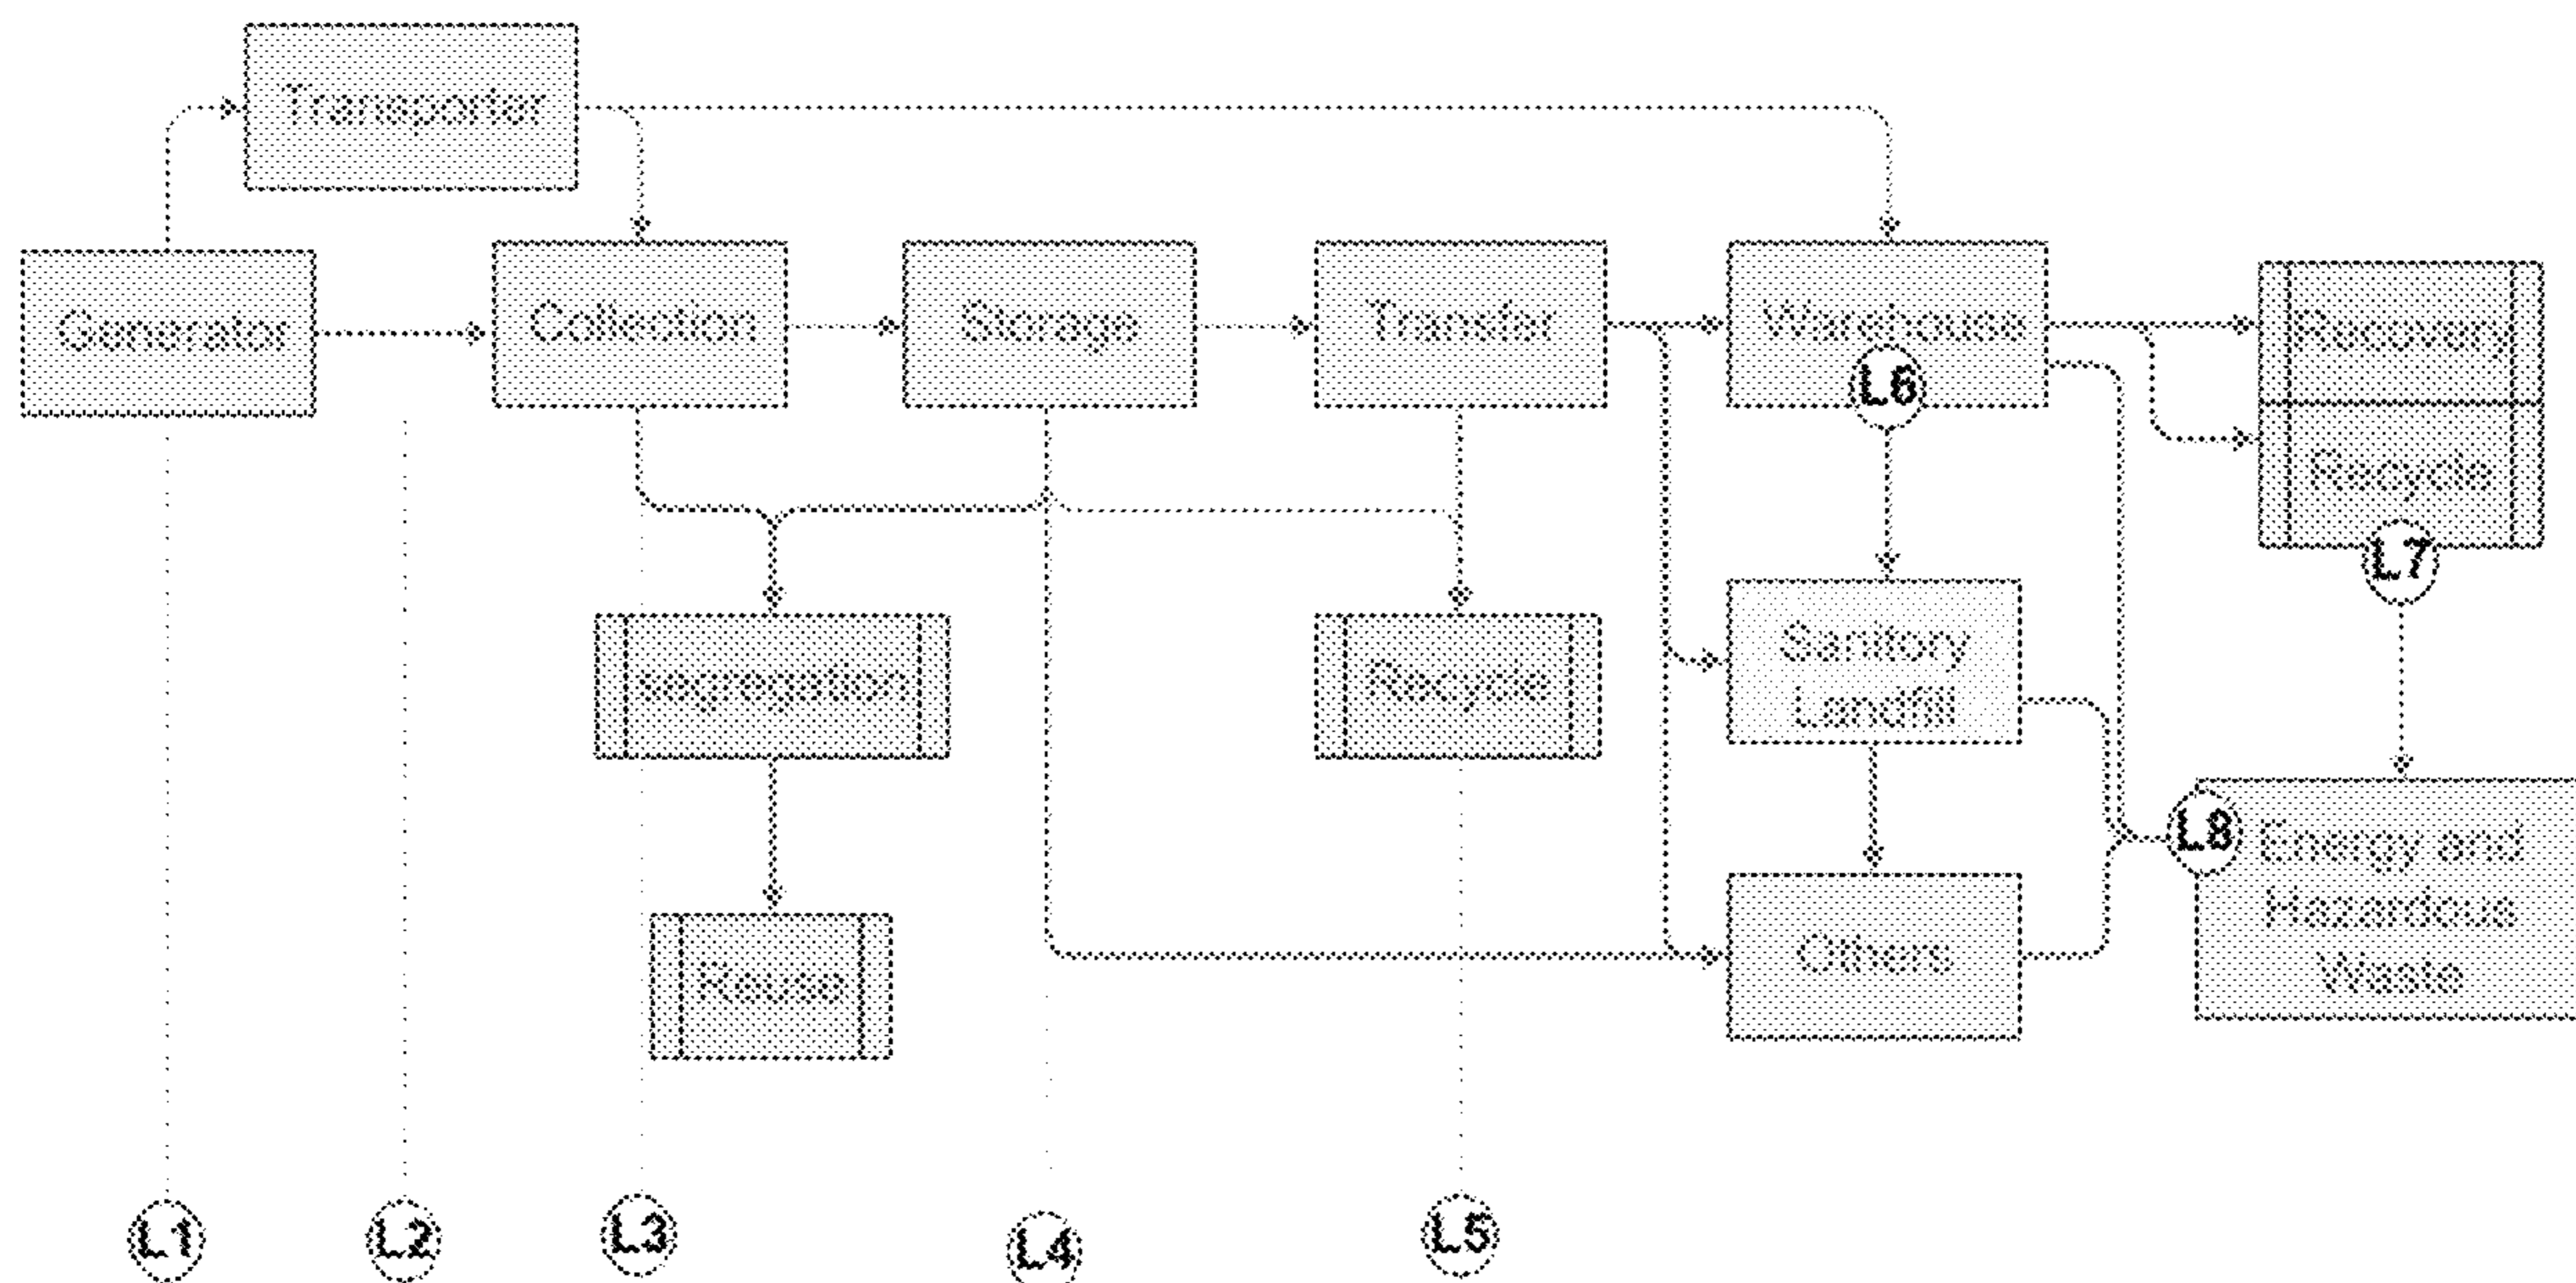 Transporter
Generator
Collection
Storage
Transfer
Warehouse
L6
Recovery
Recycle
L7
segregation
Recycle
Sanitory
Landfill
L8
Energy and
Hazardous
Waste
Reuse
Others
L1
L2
L3
L4
L5